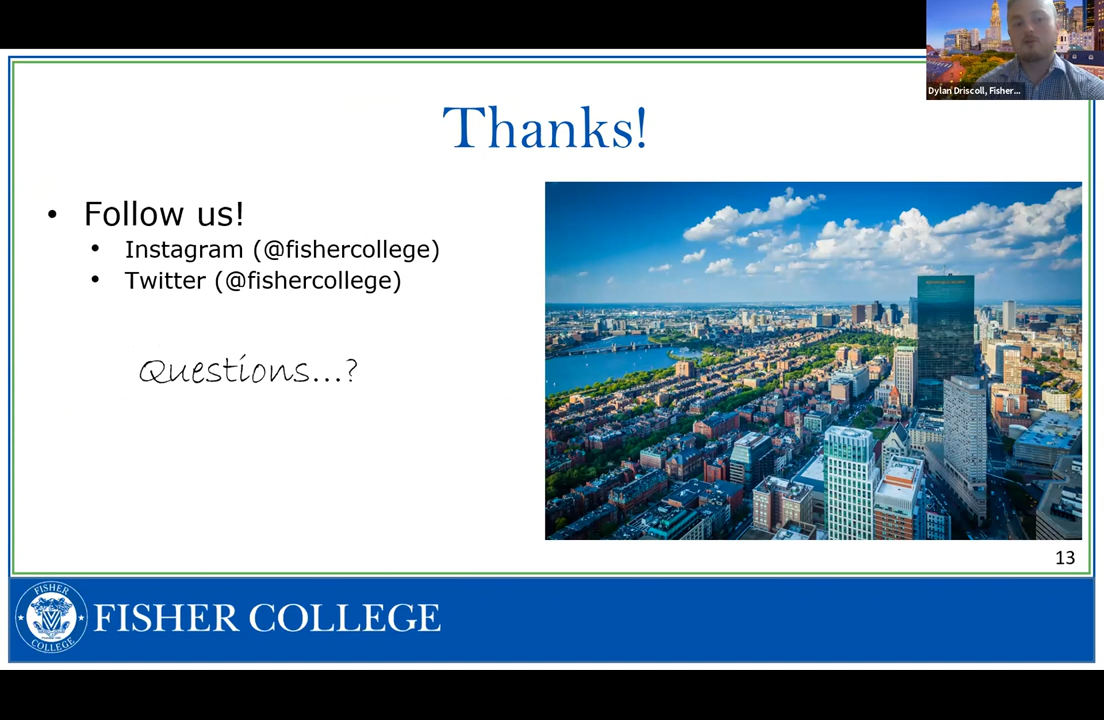 Dylan Driscoll, Fisher...
Thanks!
• Follow us!
• Instagram (@fishercollege)
• Twitter (@fishercollege)
Questions...?
13
FISHER COLLEGE
FISHER
COLLEGE